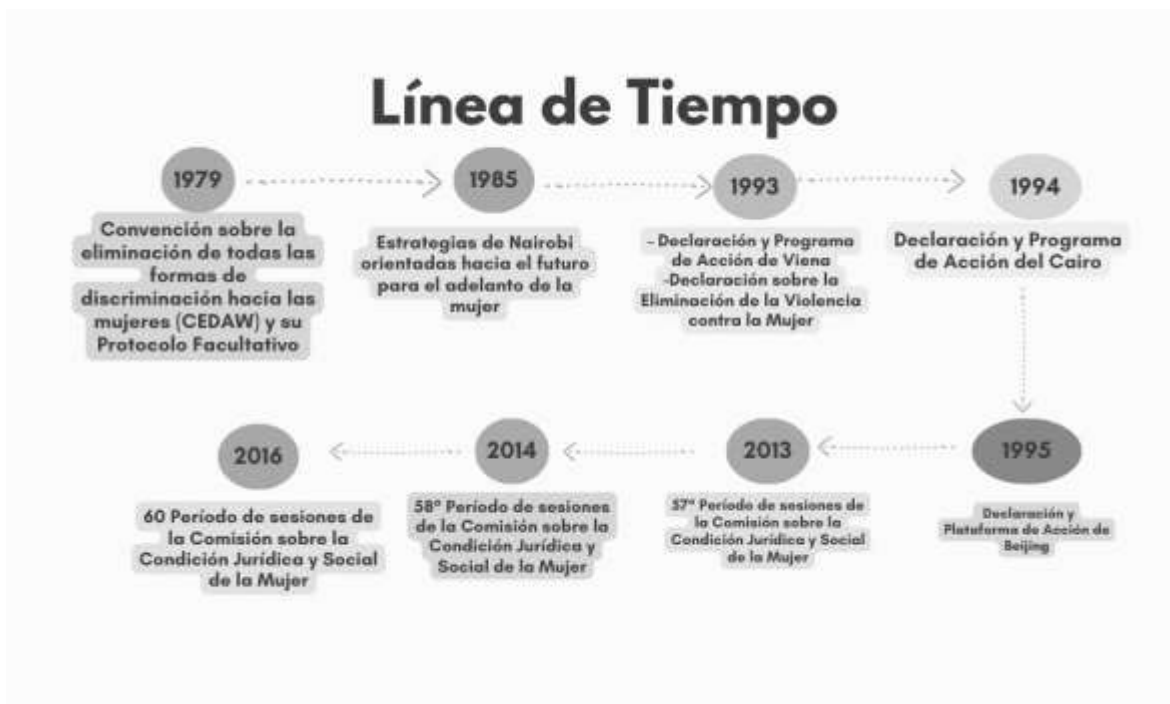 Línea de Tiempo
1979
Convención sobre la
eliminación de todas las
formas de
discriminación hacia las
mujeres (CEDAW) y su
Protocolo Facultativo
1985
Estrategias de Nairobi
orientadas hacia el futuro
para el adelanto de la
mujer
1993
- Declaración y Programa
de Acción de Viena
-Declaración sobre la
Eliminación de la Violencia
contra la Mujer
1994
Declaración y Programa
de Acción del Cairo
1995
Declaración y
Plataforma de Acción de
Beijing
2013
57º Período de sesiones de
la Comisión sobre la
Condición Jurídica y Social
de la Mujer
2014
58º Período de sesiones
de la Comisión sobre la
Condición Jurídica y
Social de la Mujer
2016
60 Período de sesiones de
la Comisión sobre la
Condición Jurídica y Social
de la Mujer